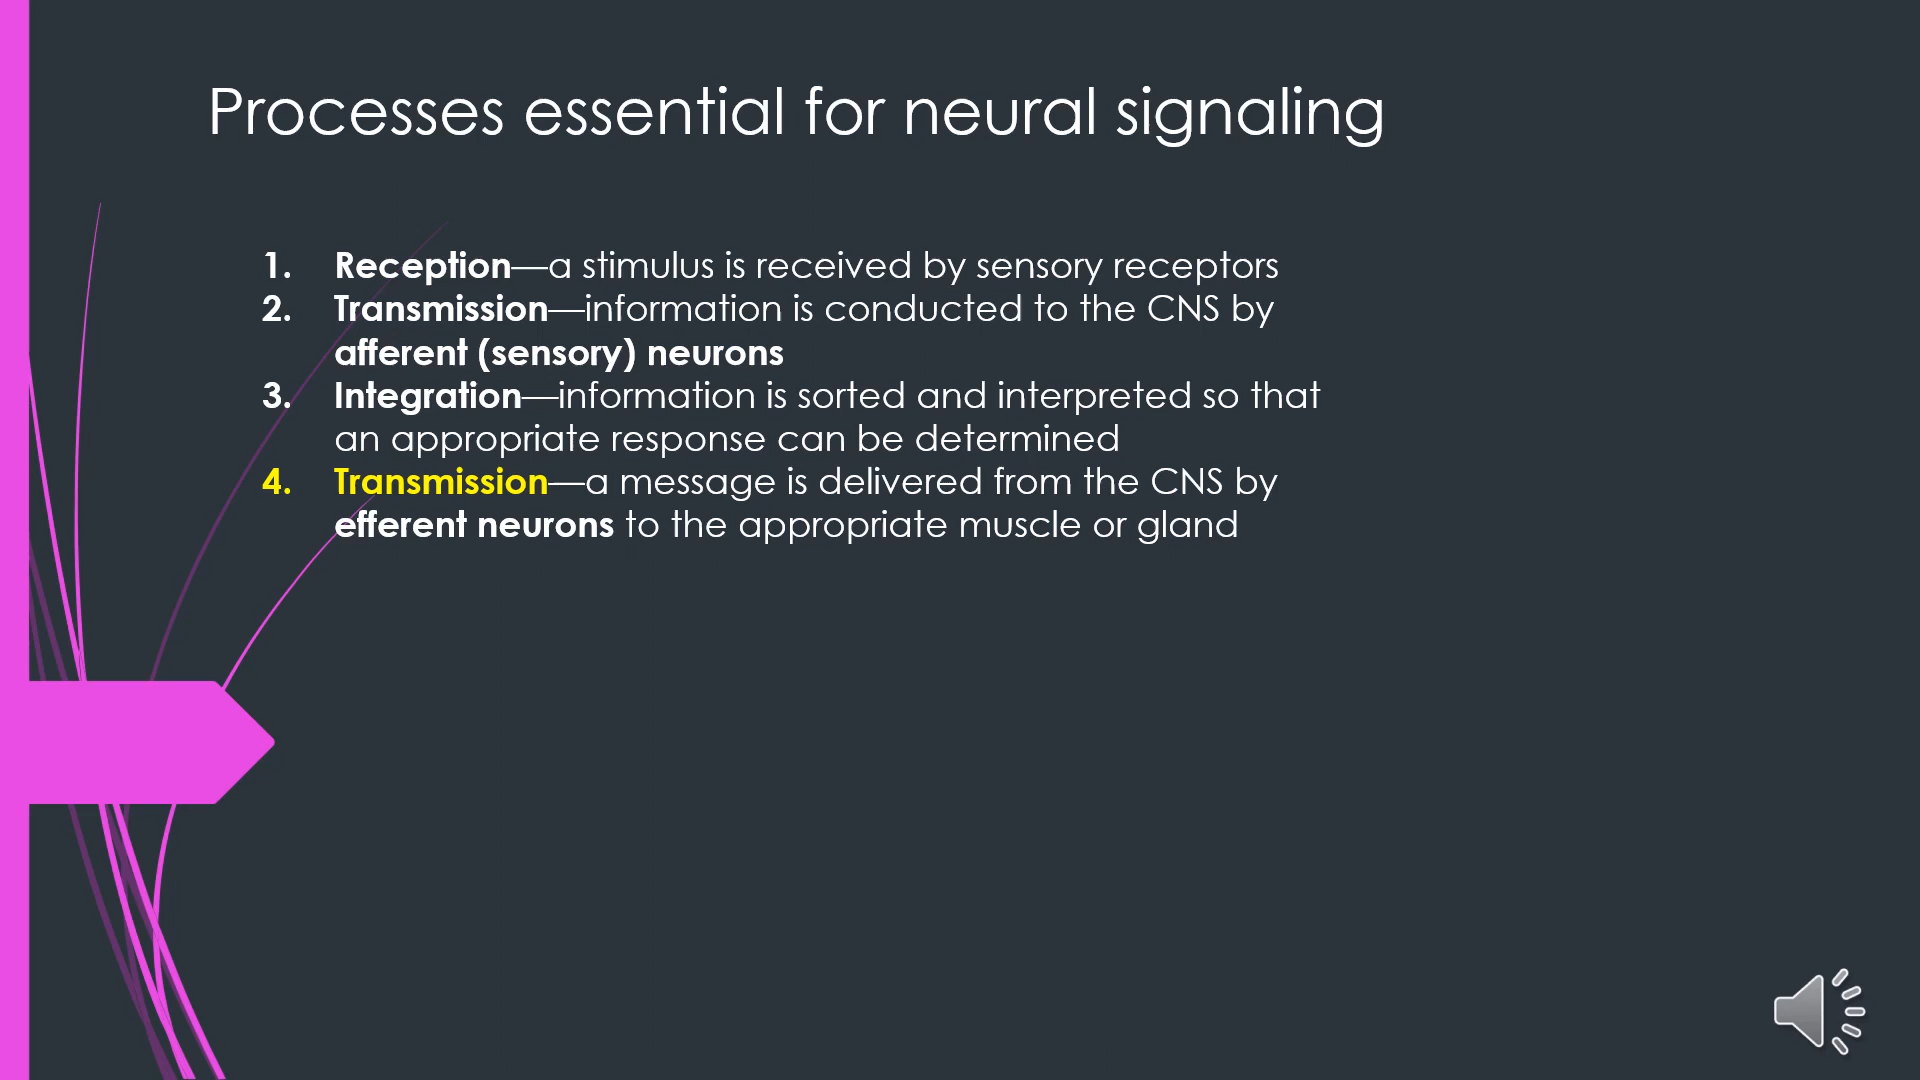 Processes essential for neural signaling
1. Reception—a stimulus is received by sensory receptors
2. Transmission—information is conducted to the CNS by
afferent (sensory) neurons
3. Integration—information is sorted and interpreted so that
an appropriate response can be determined
4. Transmission—a message is delivered from the CNS by
efferent neurons to the appropriate muscle or gland